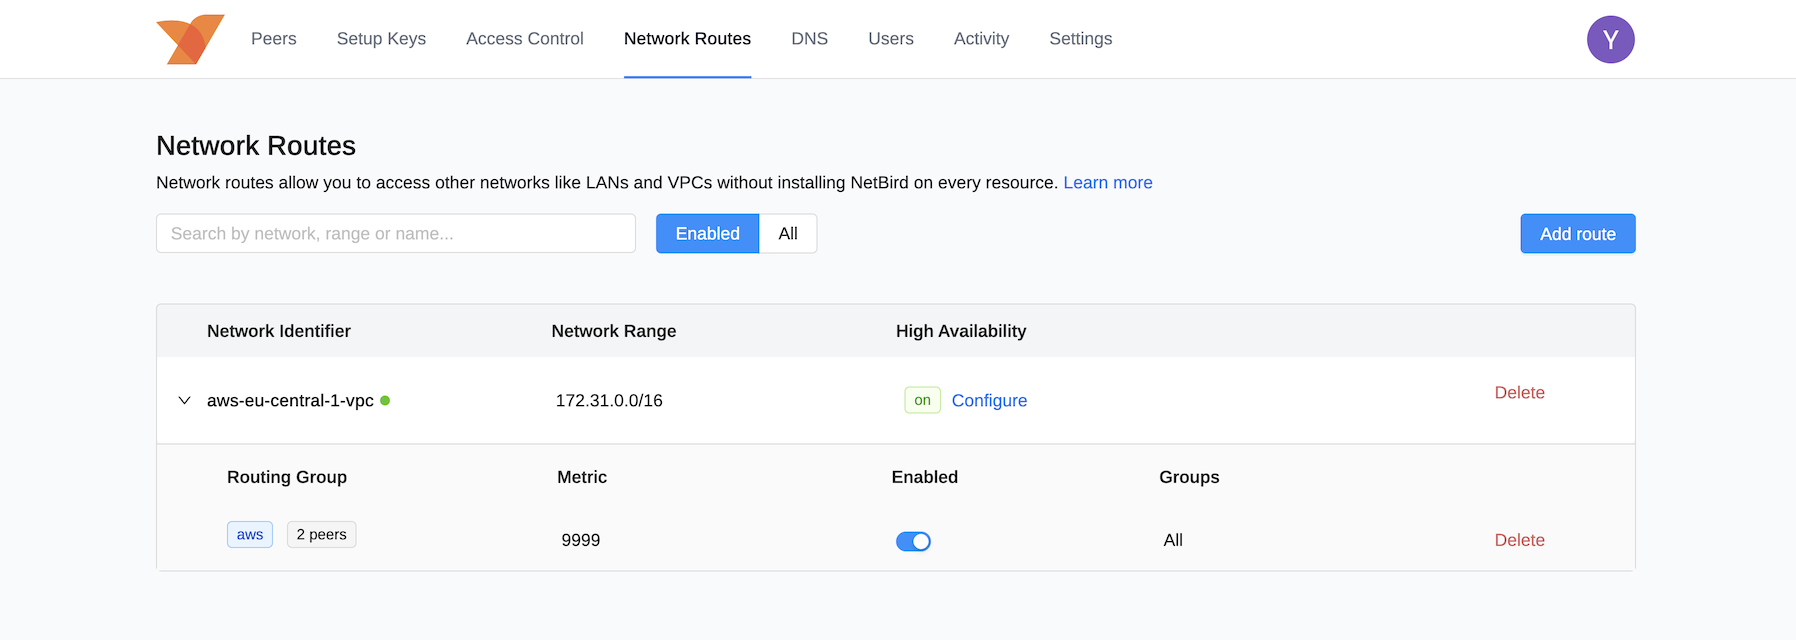 Peers Setup Keys Access Control Network Routes DNS Users Activity Settings Y
Network Routes
Network routes allow you to access other networks like LANs and VPCs without installing NetBird on every resource. Learn more
Search by network, range or name... Enabled All Add route
Network Identifier Network Range High Availability
aws-eu-central-1-vpc 172.31.0.0/16 on Configure Delete
Routing Group Metric Enabled Groups
aws 2 peers 9999 All Delete